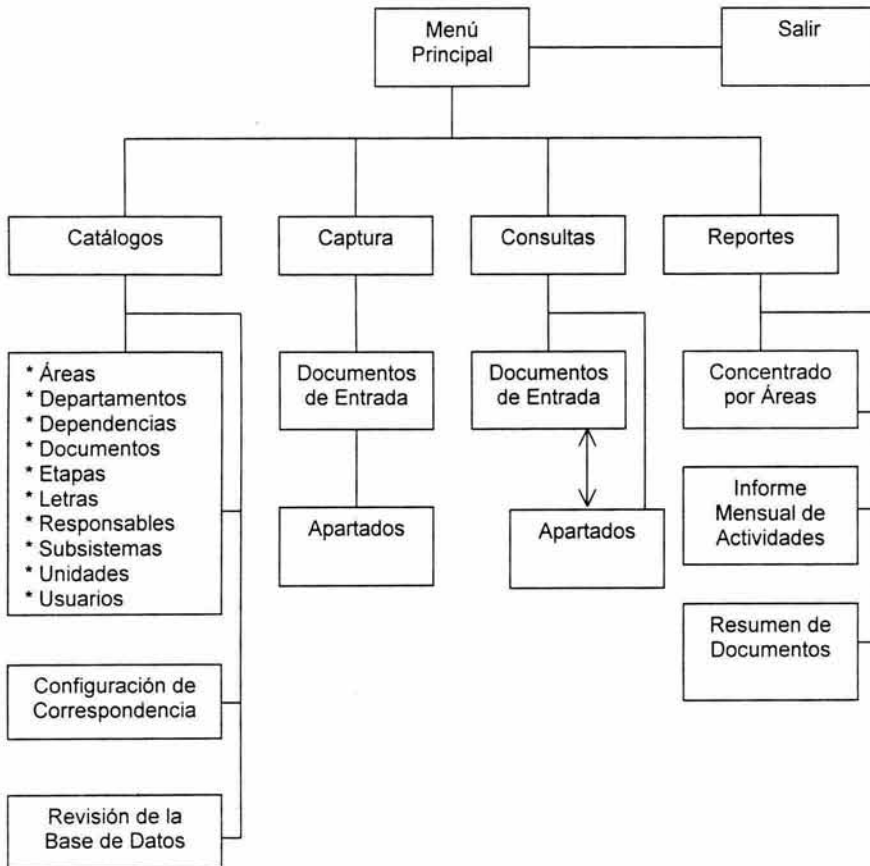 Menú
Principal
Salir
Catálogos
Captura
Consultas
Reportes
* Áreas
* Departamentos
* Dependencias
* Documentos
* Etapas
* Letras
* Responsables
* Subsistemas
* Unidades
* Usuarios
Documentos
de Entrada
Documentos
de Entrada
Concentrado
por Áreas
Apartados
Apartados
Informe
Mensual de
Actividades
Resumen de
Documentos
Configuración de
Correspondencia
Revisión de la
Base de Datos